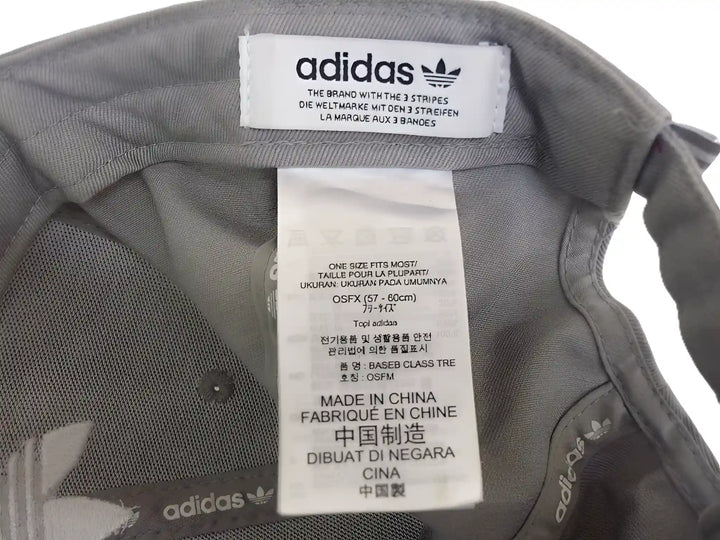 adidas
THE BRAND WITH THE 3 STRIPES
DIE WELTMARKE MIT DEN 3 STREIFEN
LA MARQUE AUX 3 BANDES
ONE SIZE FITS MOST/
TAILLE POUR LA PLUPART/
UKURAN: UKURAN PADA UMUMNYA
OSFX (57 - 60cm)
フリーサイズ
Topi adidas
전기용품 및 생활용품 안전
관리법에 의한 품질표시
품 명 : BASEB CLASS TRE
호칭 : OSFM
MADE IN CHINA
FABRIQUÉ EN CHINE
中国制造
DIBUAT DI NEGARA
CINA
中国製
adidas
adidas